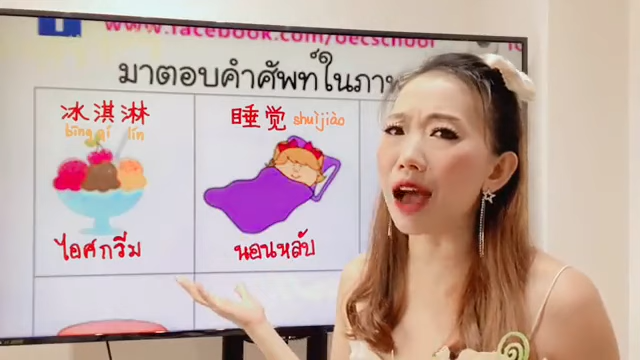 www.facebook.com/oecschool
มาตอบคำศัพท์ในภา
冰淇淋
bīng qí lín
ไอศกรีม
睡觉 shuìjiào
นอนหลับ